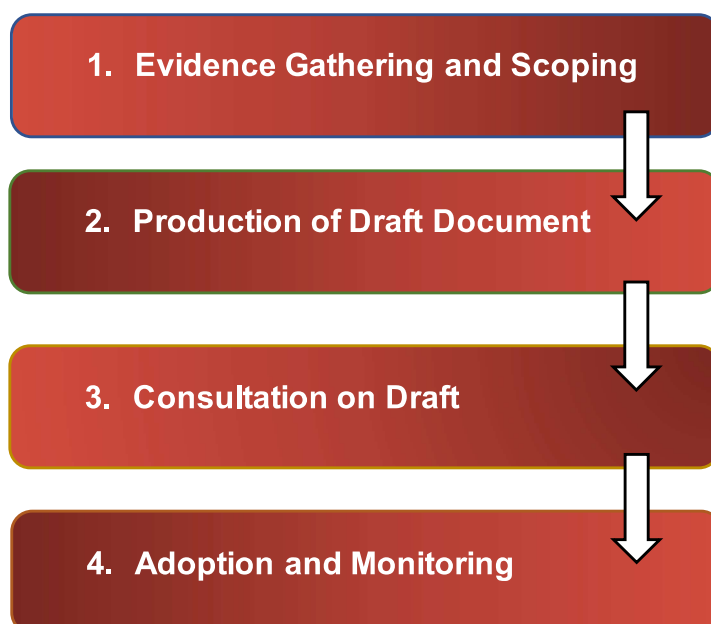 1. Evidence Gathering and Scoping
2. Production of Draft Document
3. Consultation on Draft
4. Adoption and Monitoring